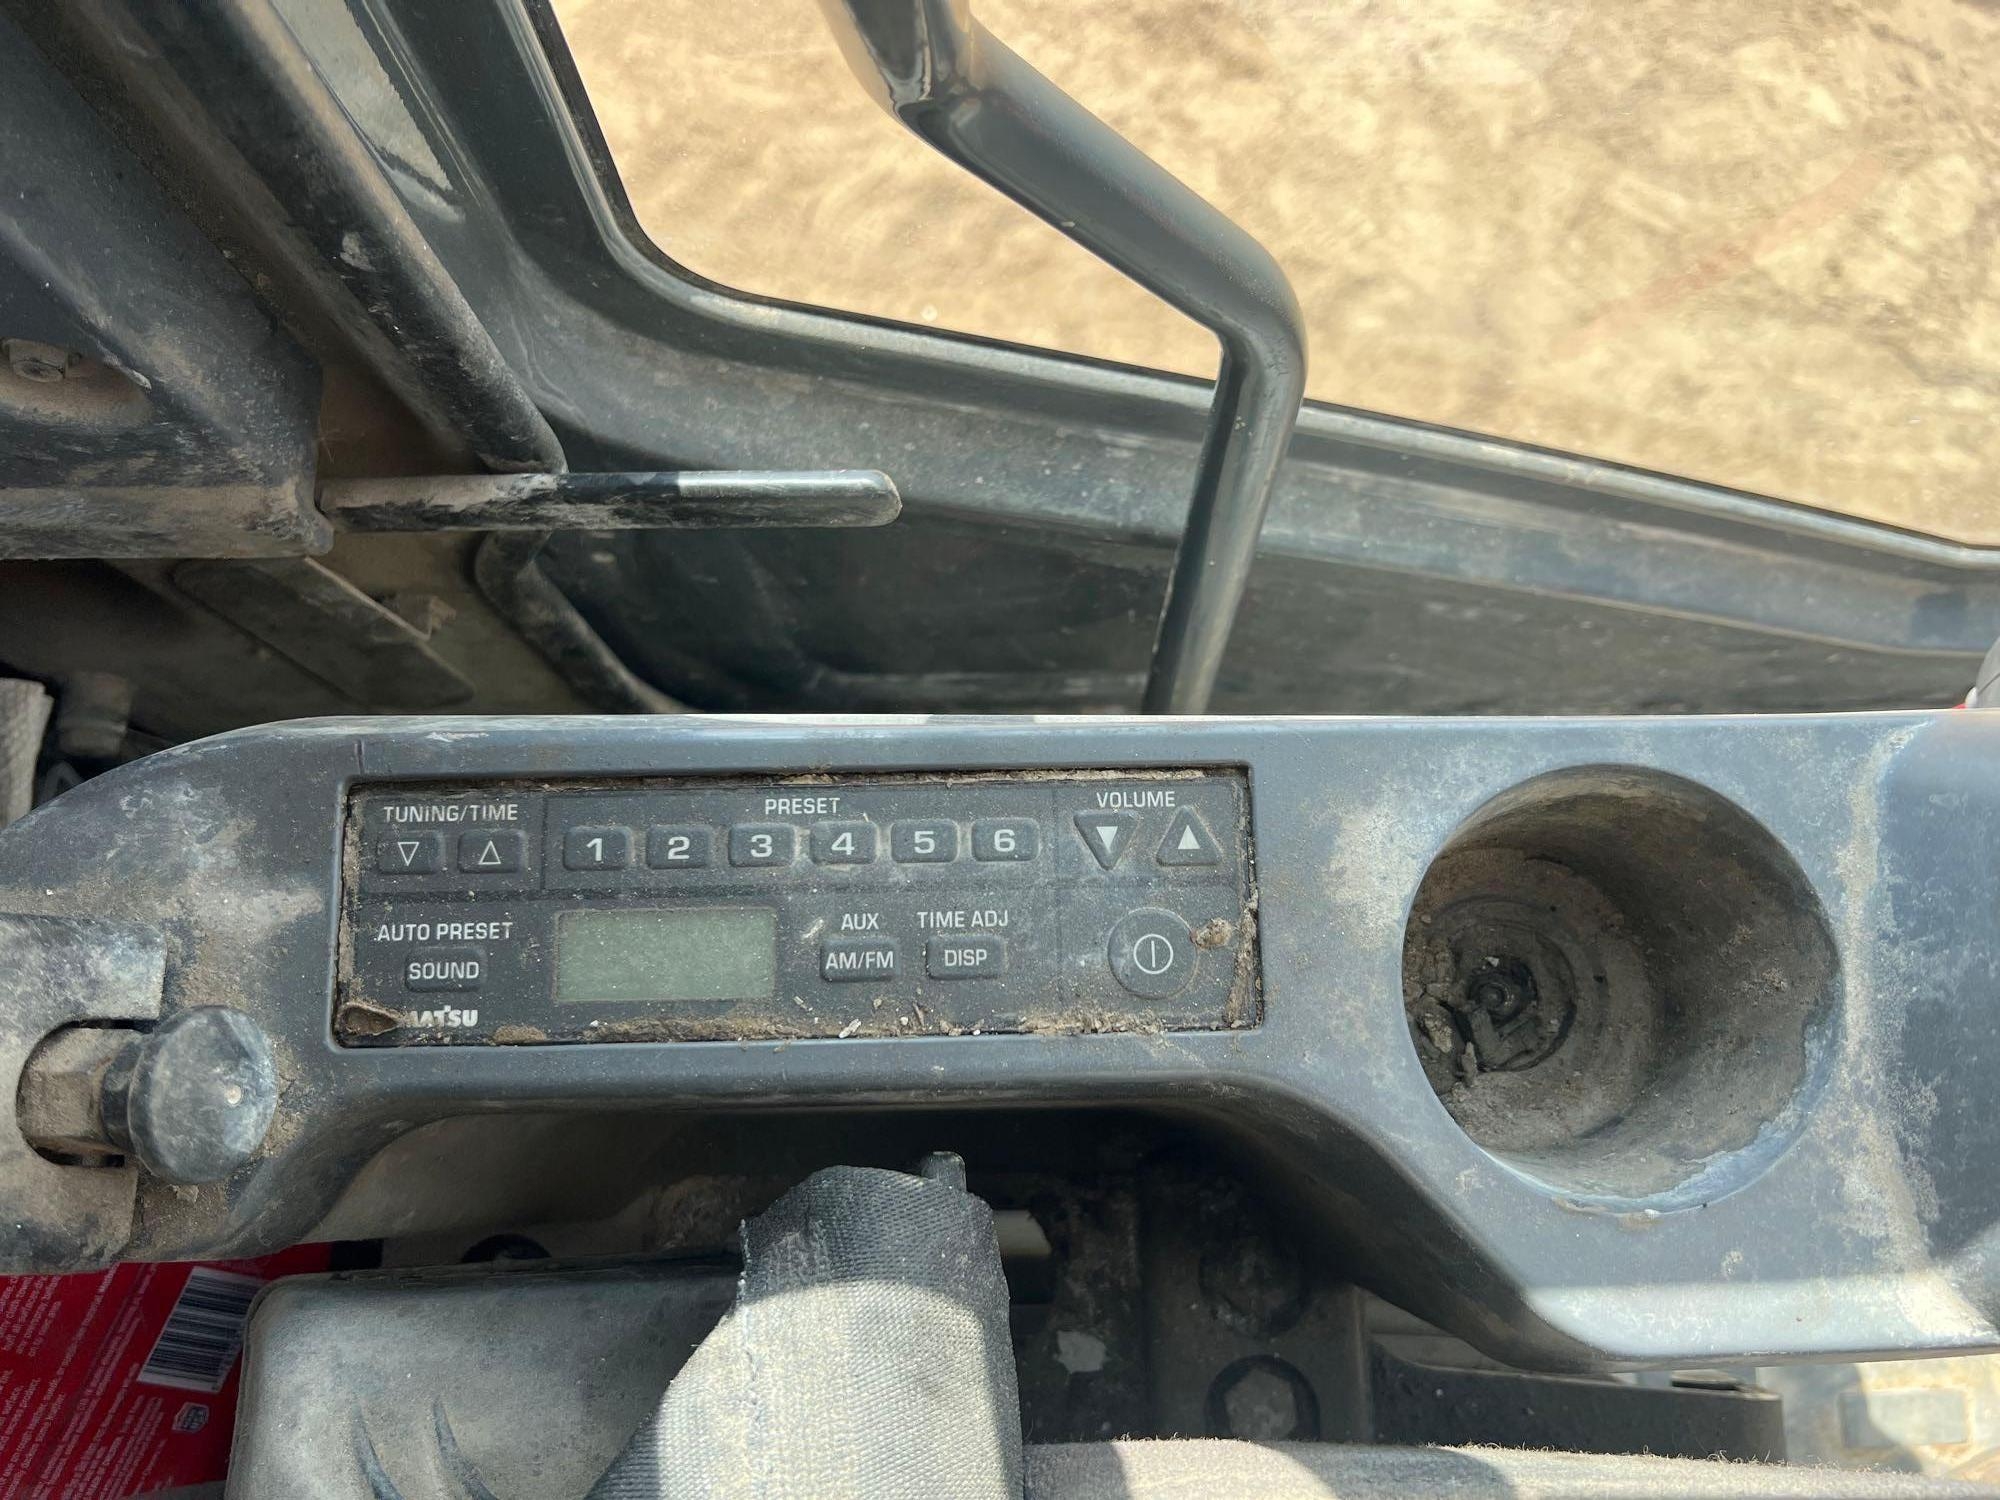 TUNING/TIME
PRESET
VOLUME
1 2 3 4 5 6
AUTO PRESET
AUX
TIME ADJ
SOUND
AM/FM
DISP
MATSU